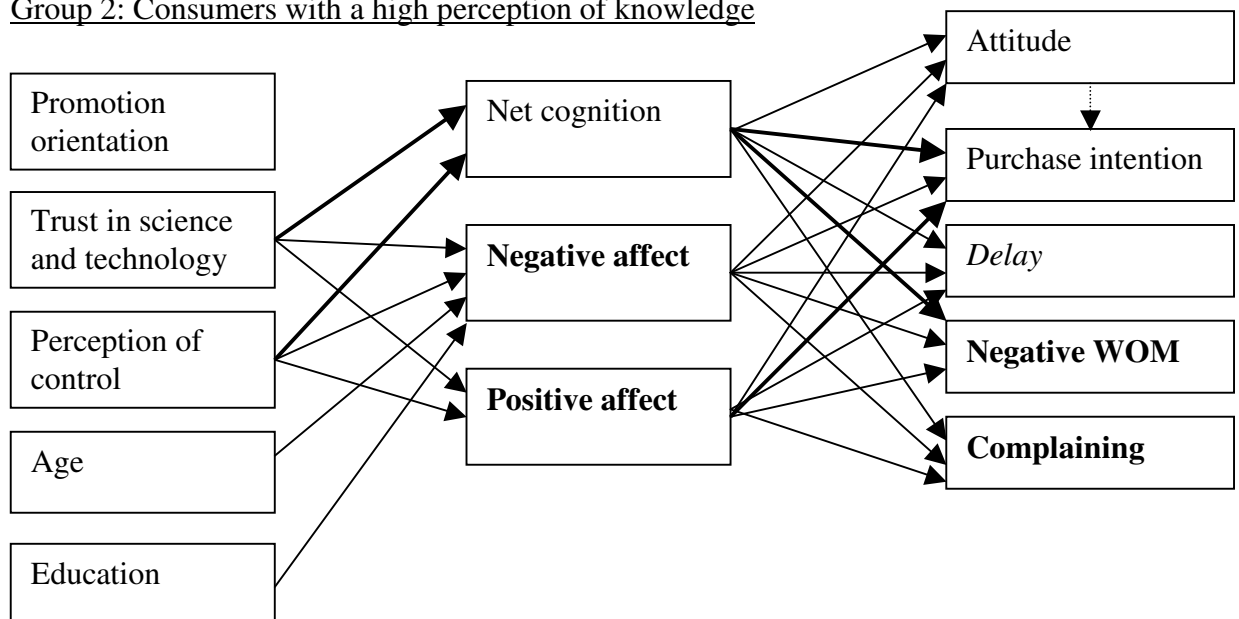 Group 2: Consumers with a high perception of knowledge
Promotion
orientation
Trust in science
and technology
Perception of
control
Age
Education
Net cognition
Negative affect
Positive affect
Attitude
Purchase intention
Delay
Negative WOM
Complaining